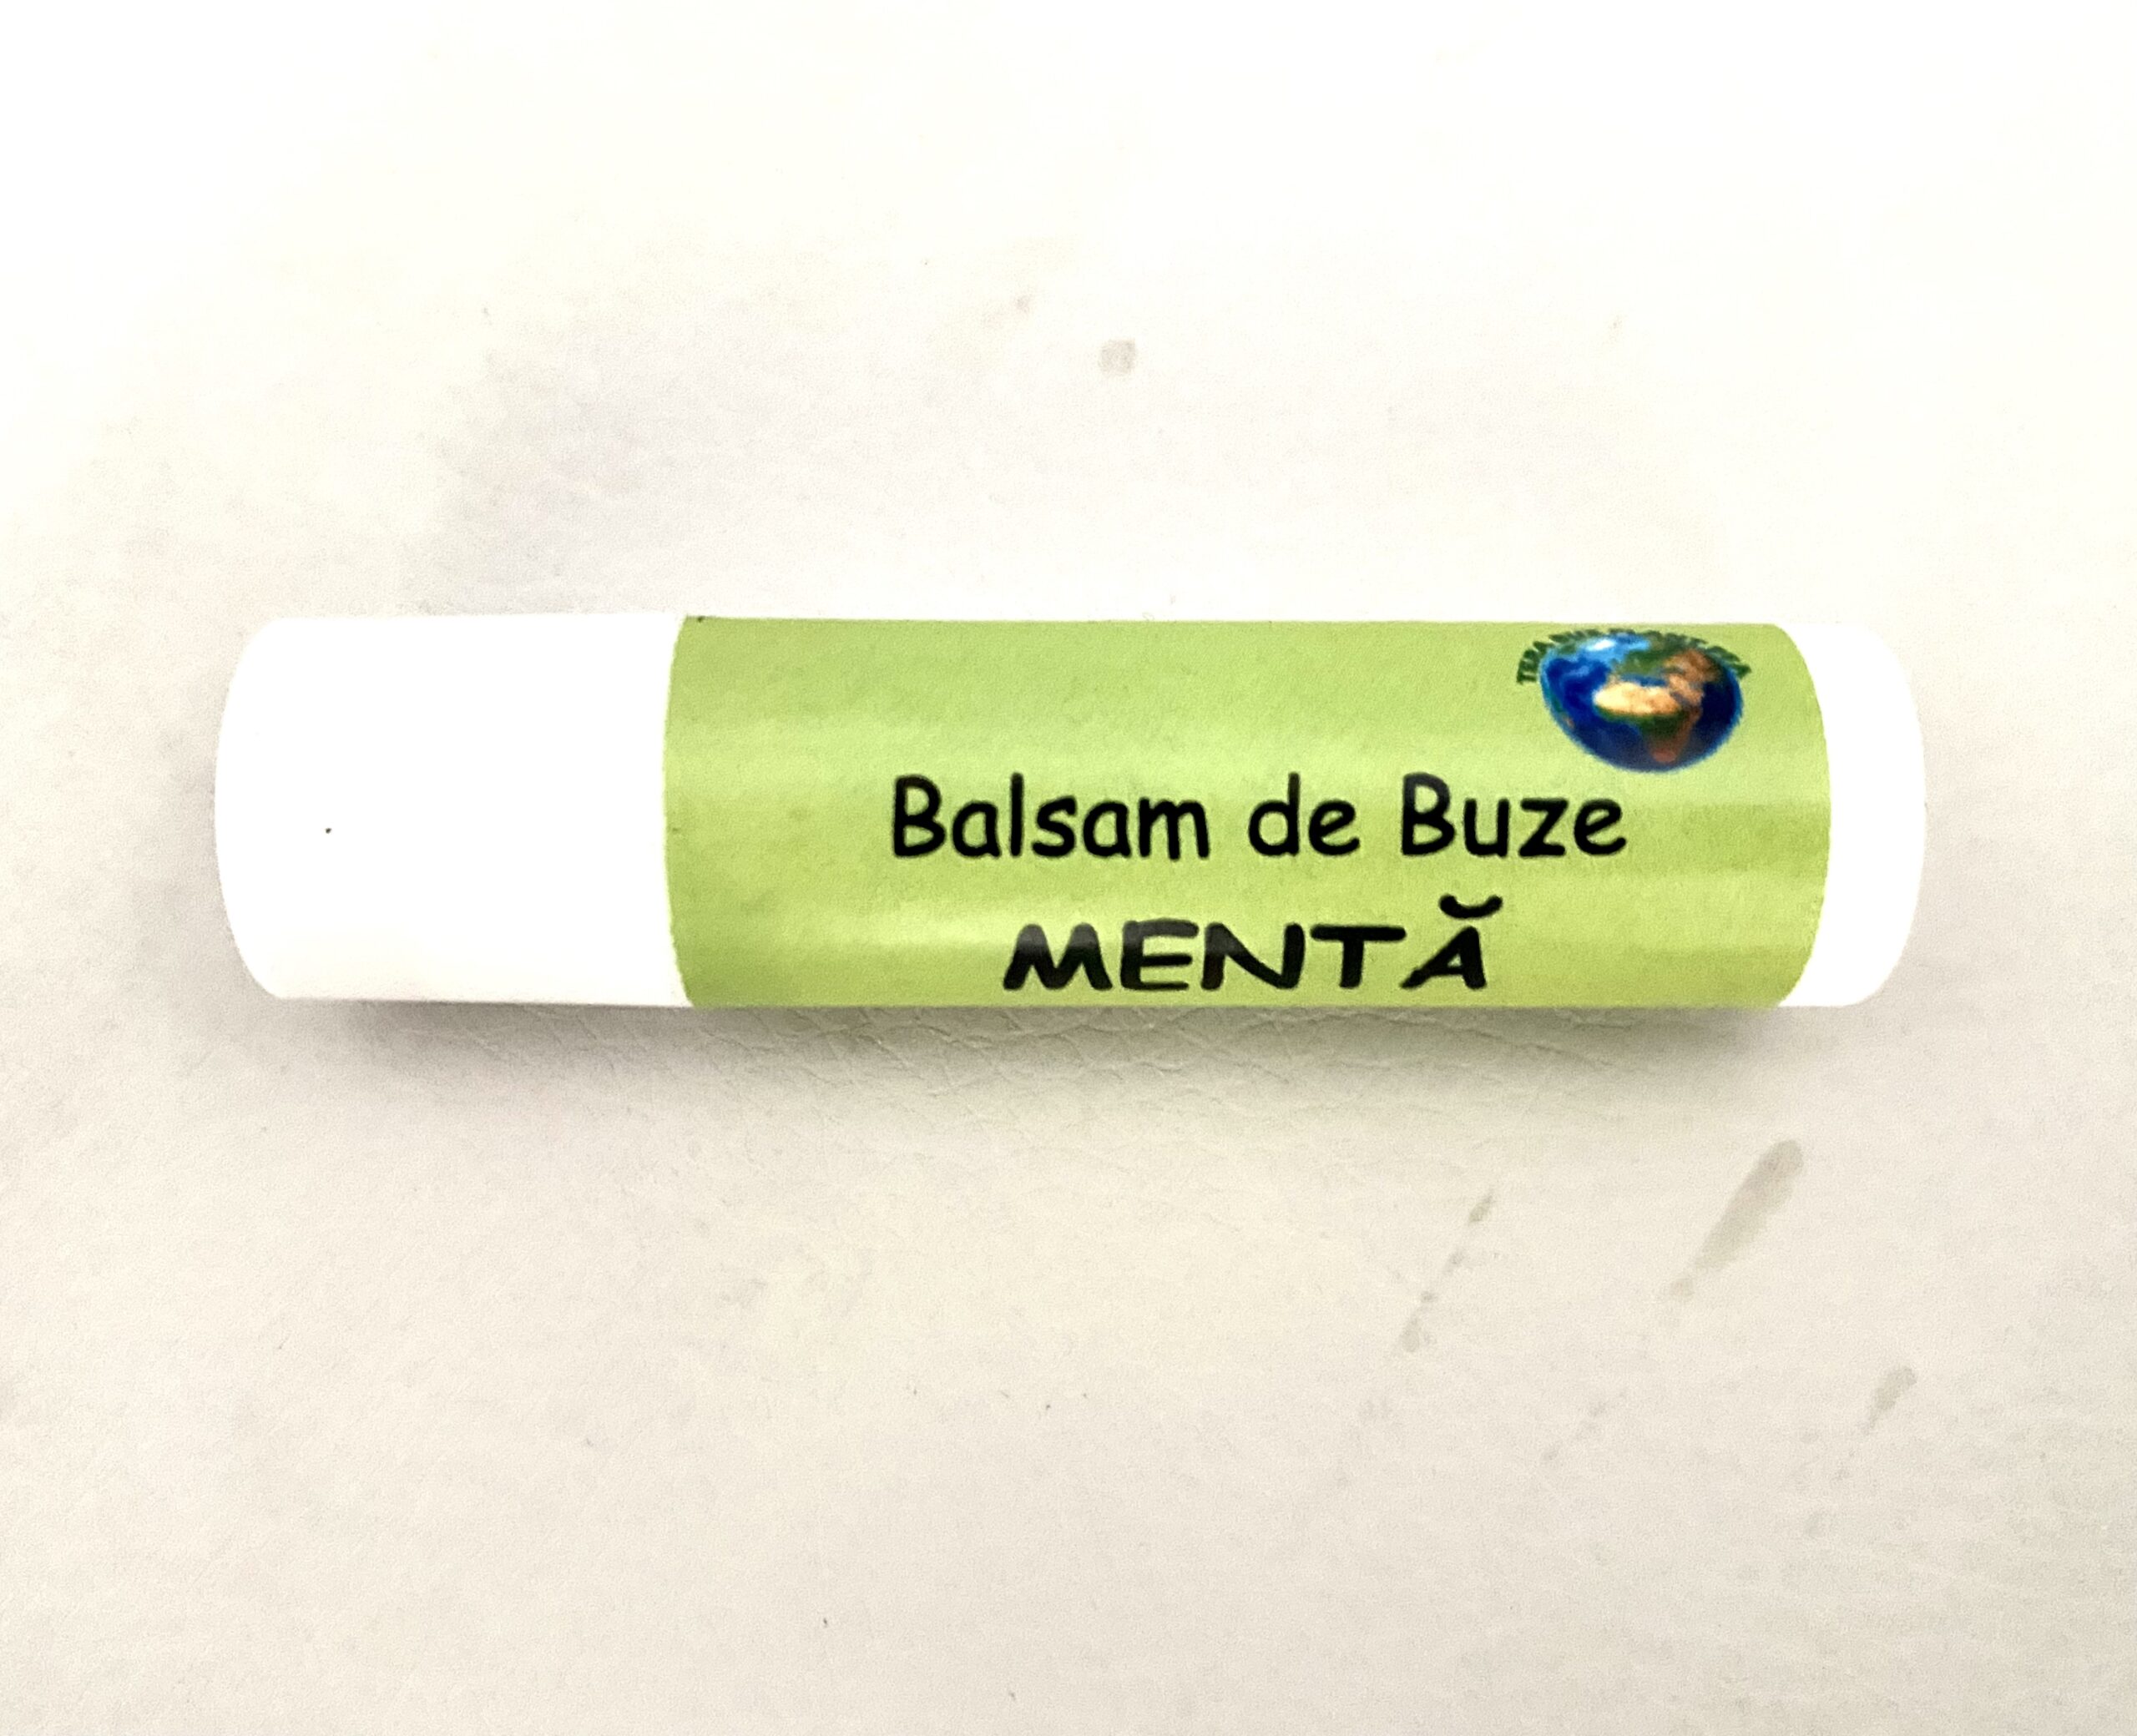 Balsam de Buze
MENTĂ